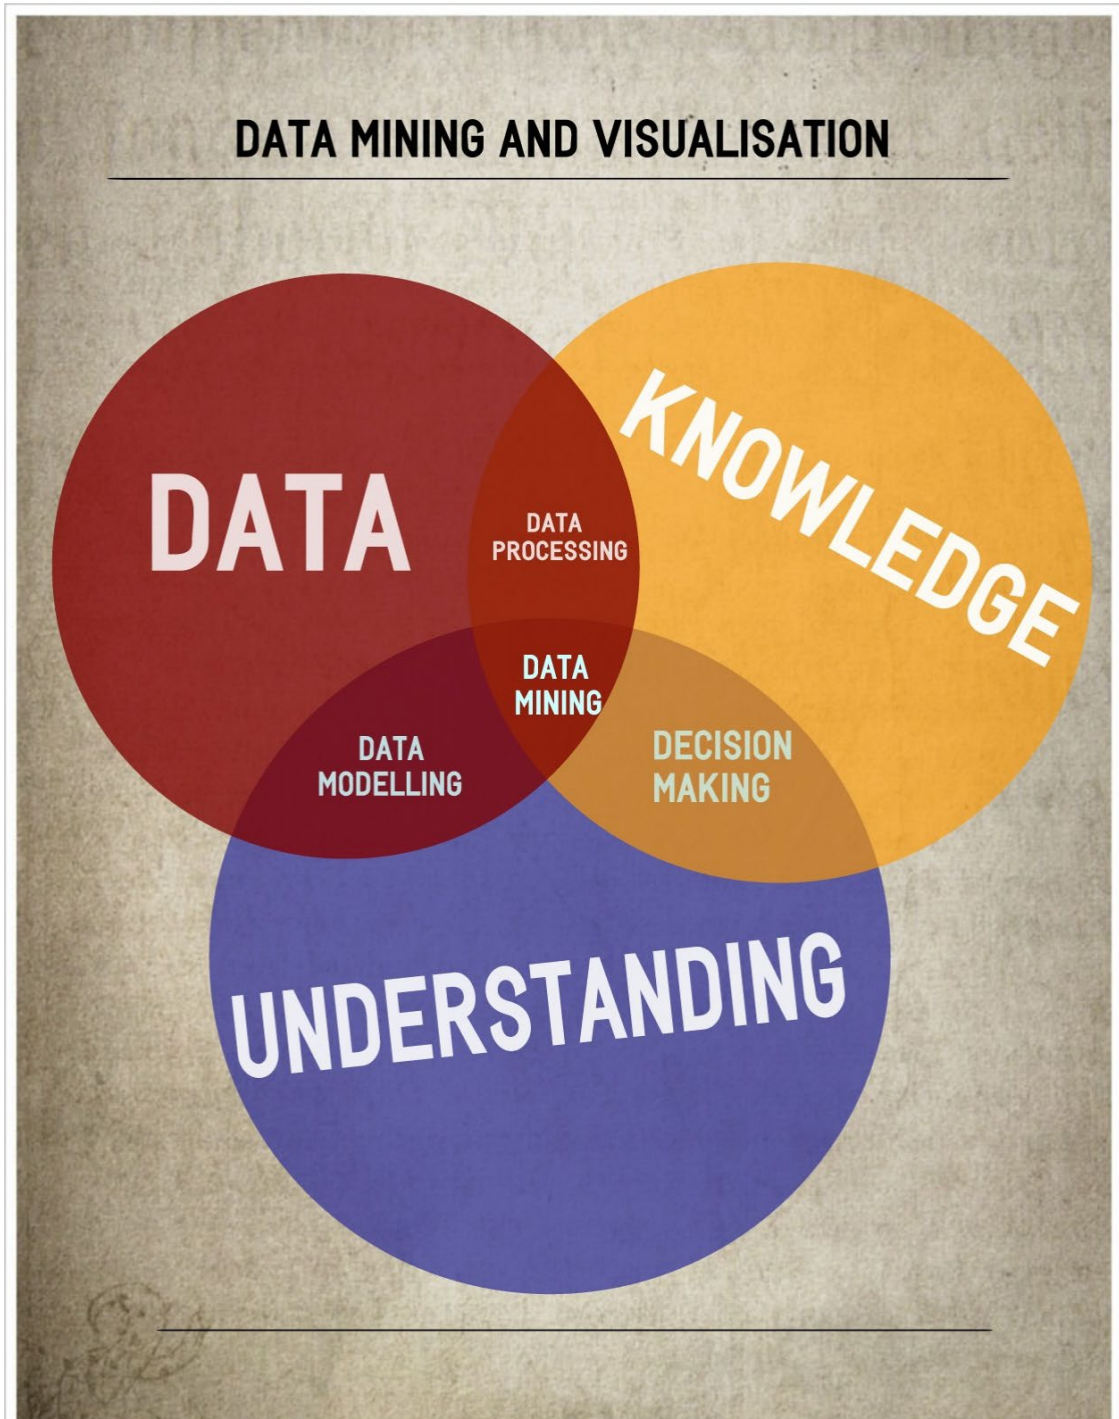 DATA MINING AND VISUALISATION
KNOWLEDGE
DATA
DATA
PROCESSING
DATA
MINING
DATA
MODELLING
DECISION
MAKING
UNDERSTANDING